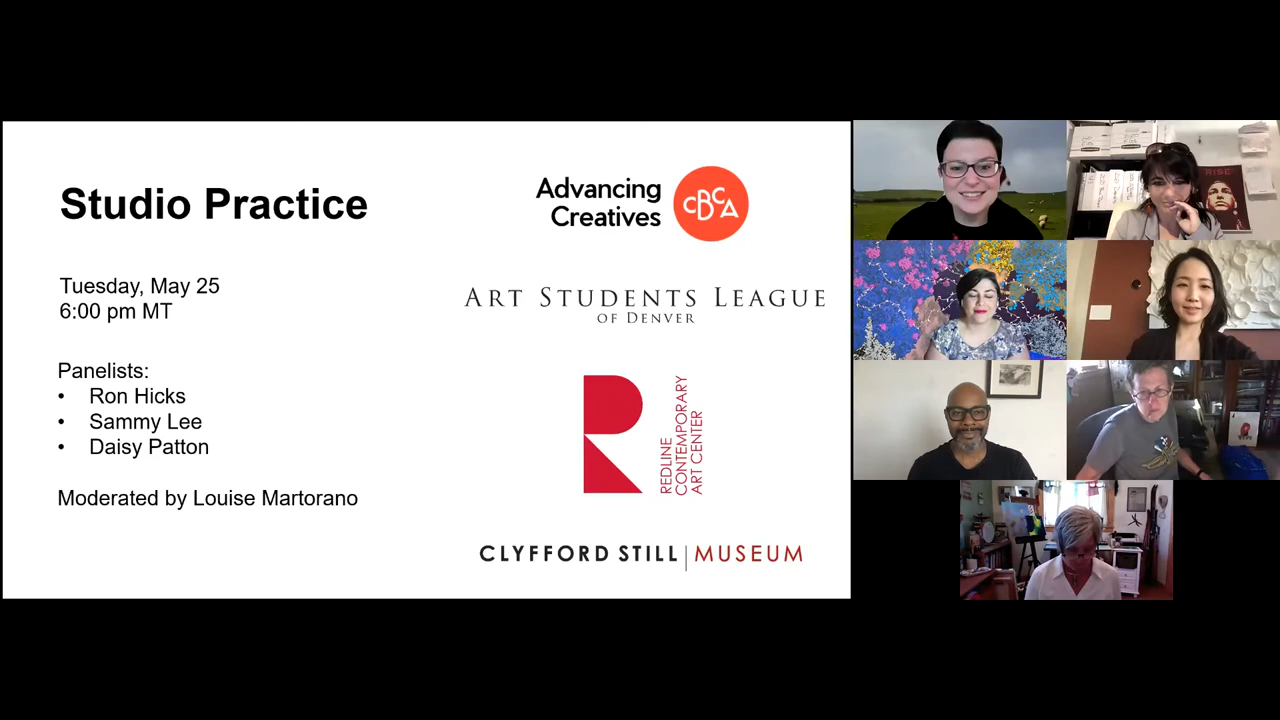 Studio Practice
Tuesday, May 25
6:00 pm MT
Panelists:
• Ron Hicks
• Sammy Lee
• Daisy Patton
Moderated by Louise Martorano
Advancing
Creatives
CBCA
ART STUDENTS LEAGUE
OF DENVER
REDLINE
CONTEMPORARY
ART CENTER
CLYFFORD STILL | MUSEUM
RISE